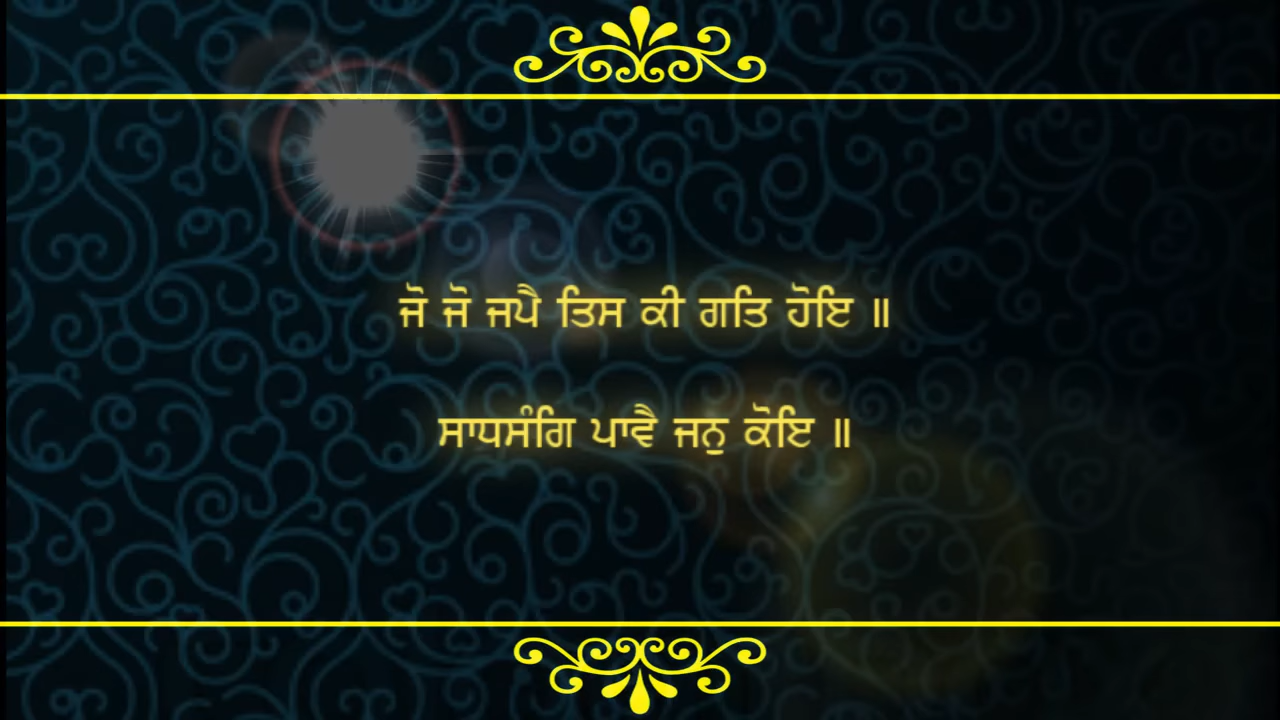 ਜੋ ਜੋ ਜਪੈ ਤਿਸ ਕੀ ਗਤਿ ਹੋਇ ॥
ਸਾਧਸੰਗਿ ਪਾਵੈ ਜਨੁ ਕੋਇ ॥